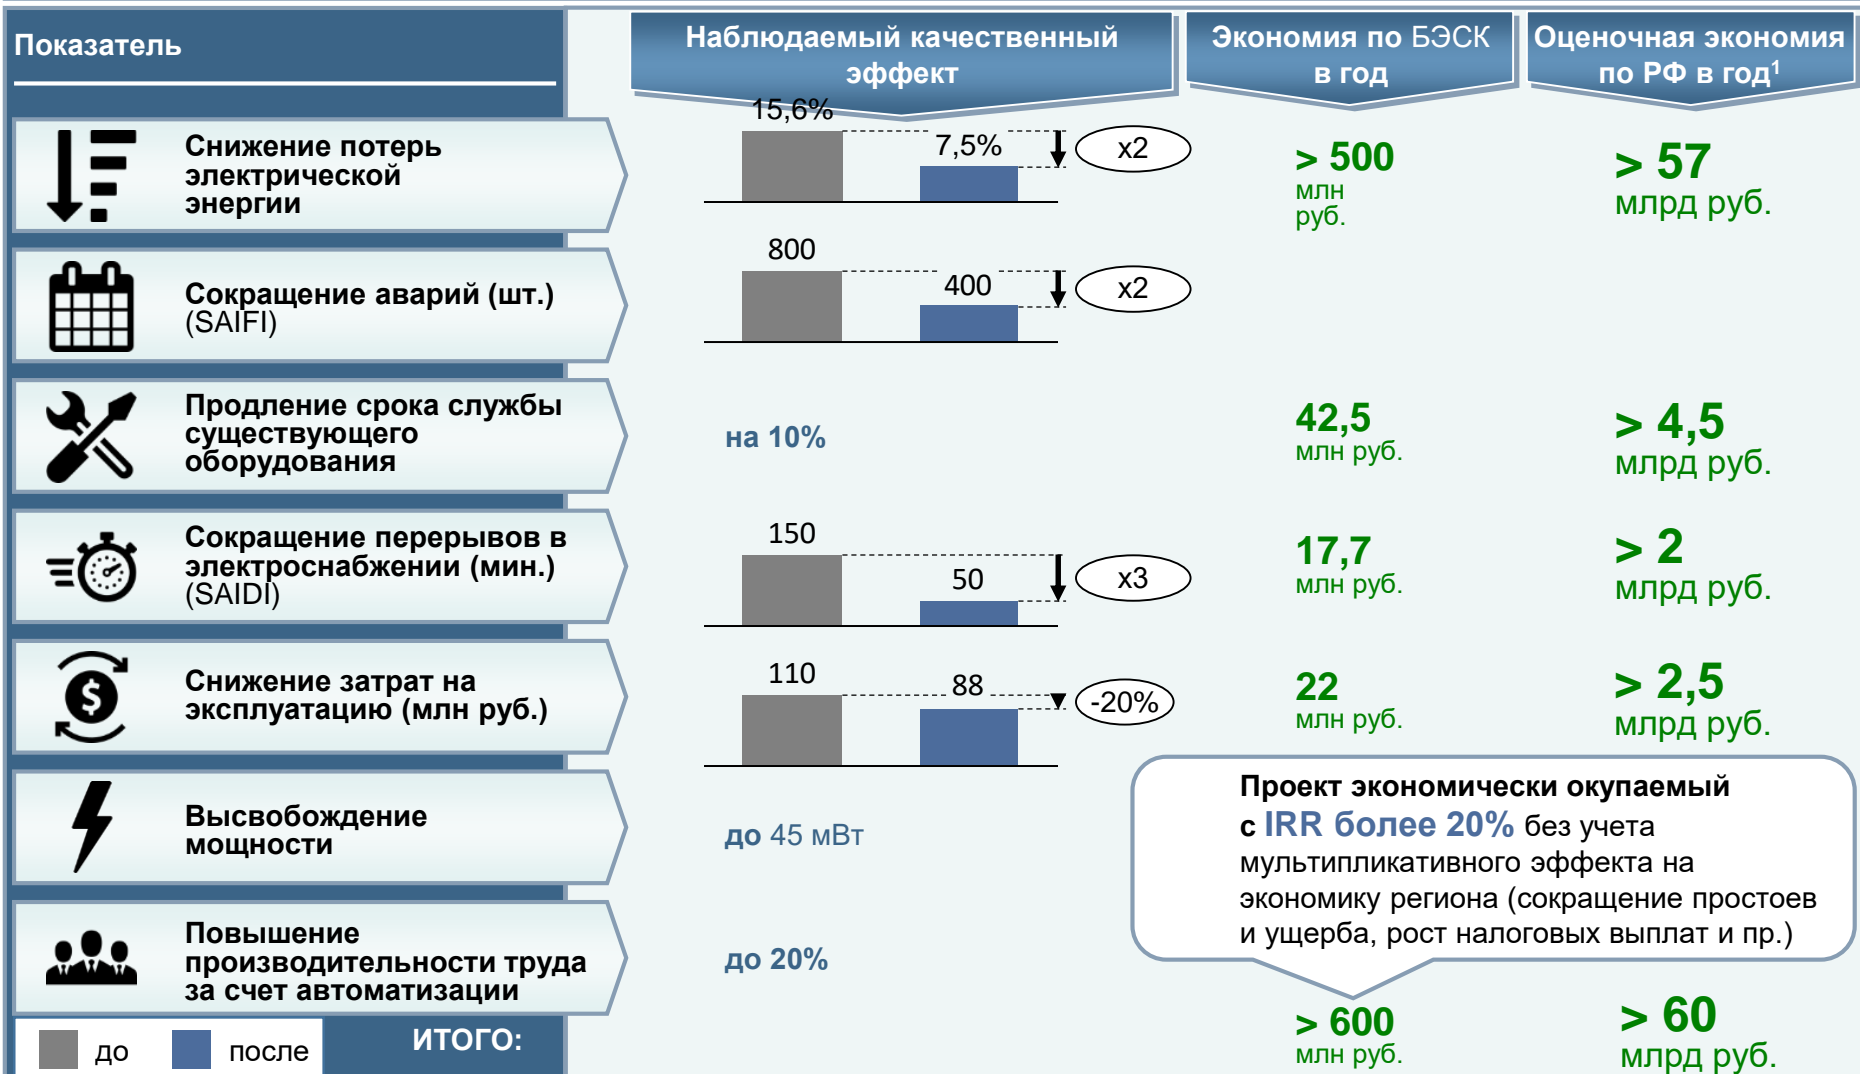 Показатель
Наблюдаемый качественный
эффект
Экономия по БЭСК
в год
Оценочная экономия
по РФ в год¹
Снижение потерь
электрической
энергии
15,6%
7,5%
x2
> 500
млн
руб.
> 57
млрд руб.
Сокращение аварий (шт.)
(SAIFI)
800
400
x2
Продление срока службы
существующего
оборудования
на 10%
42,5
млн руб.
> 4,5
млрд руб.
Сокращение перерывов в
электроснабжении (мин.)
(SAIDI)
150
50
x3
17,7
млн руб.
> 2
млрд руб.
Снижение затрат на
эксплуатацию (млн руб.)
110
88
-20%
22
млн руб.
> 2,5
млрд руб.
Высвобождение
мощности
до 45 мВт
Проект экономически окупаемый
с IRR более 20% без учета
мультипликативного эффекта на
экономику региона (сокращение простоев
и ущерба, рост налоговых выплат и пр.)
Повышение
производительности труда
за счет автоматизации
до 20%
до
после
ИТОГО:
> 600
млн руб.
> 60
млрд руб.